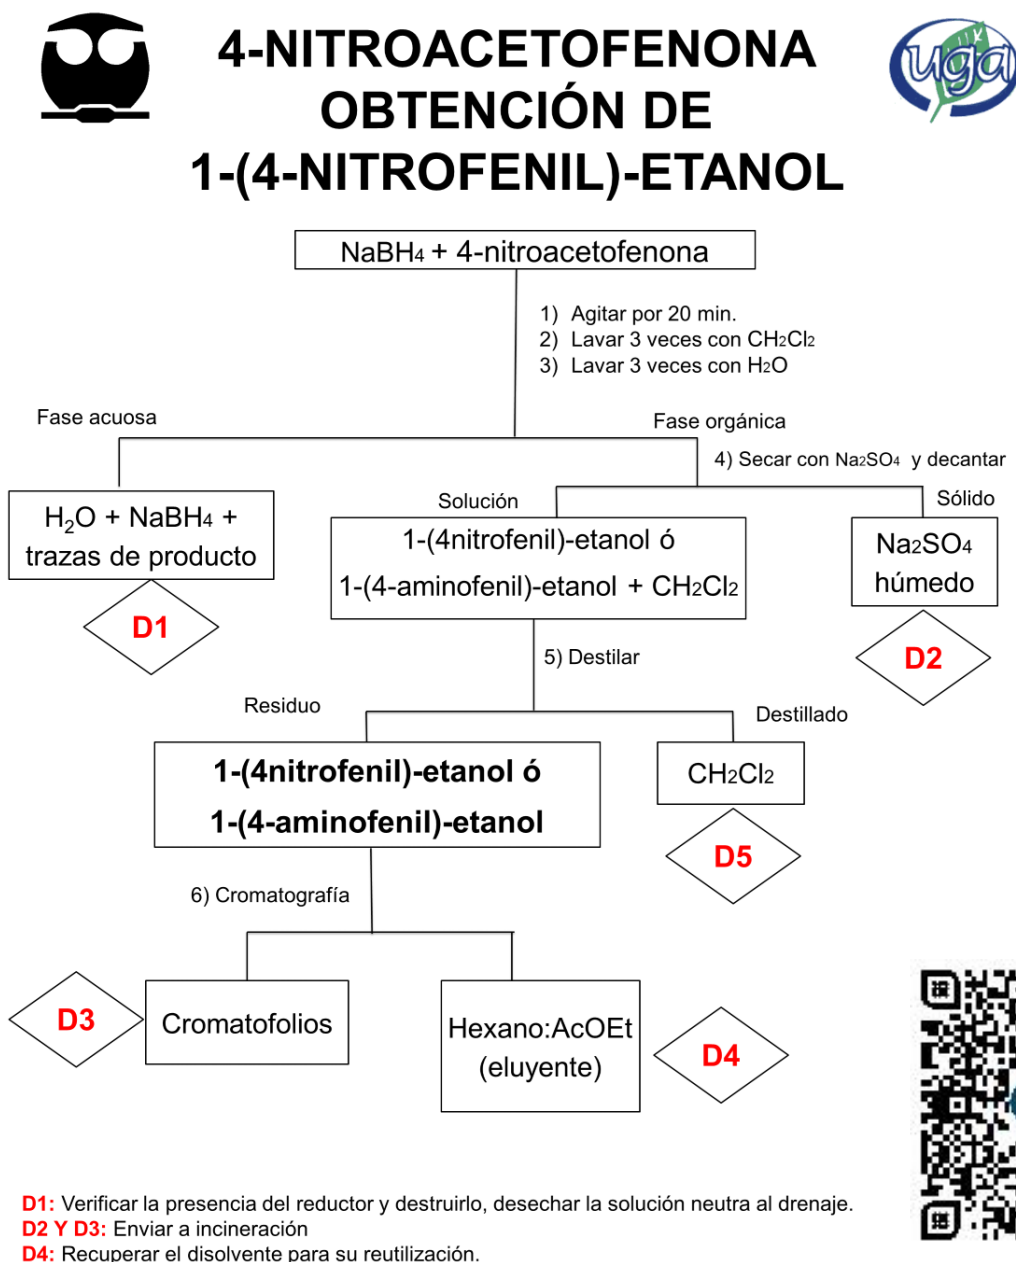 4-NITROACETOFENONA
OBTENCIÓN DE
1-(4-NITROFENIL)-ETANOL
uga
NaBH4 + 4-nitroacetofenona
1) Agitar por 20 min.
2) Lavar 3 veces con CH2Cl2
3) Lavar 3 veces con H2O
Fase acuosa
Fase orgánica
4) Secar con Na2SO4 y decantar
Solución
Sólido
H₂O + NaBH4 +
trazas de producto
1-(4nitrofenil)-etanol ó
1-(4-aminofenil)-etanol + CH2Cl2
Na2SO4
húmedo
D1
D2
5) Destilar
Residuo
Destillado
1-(4nitrofenil)-etanol ó
1-(4-aminofenil)-etanol
CH2Cl2
D5
6) Cromatografía
D3
Cromatofolios
Hexano:AcOEt
(eluyente)
D4
D1: Verificar la presencia del reductor y destruirlo, desechar la solución neutra al drenaje.
D2 Y D3: Enviar a incineración
D4: Recuperar el disolvente para su reutilización.